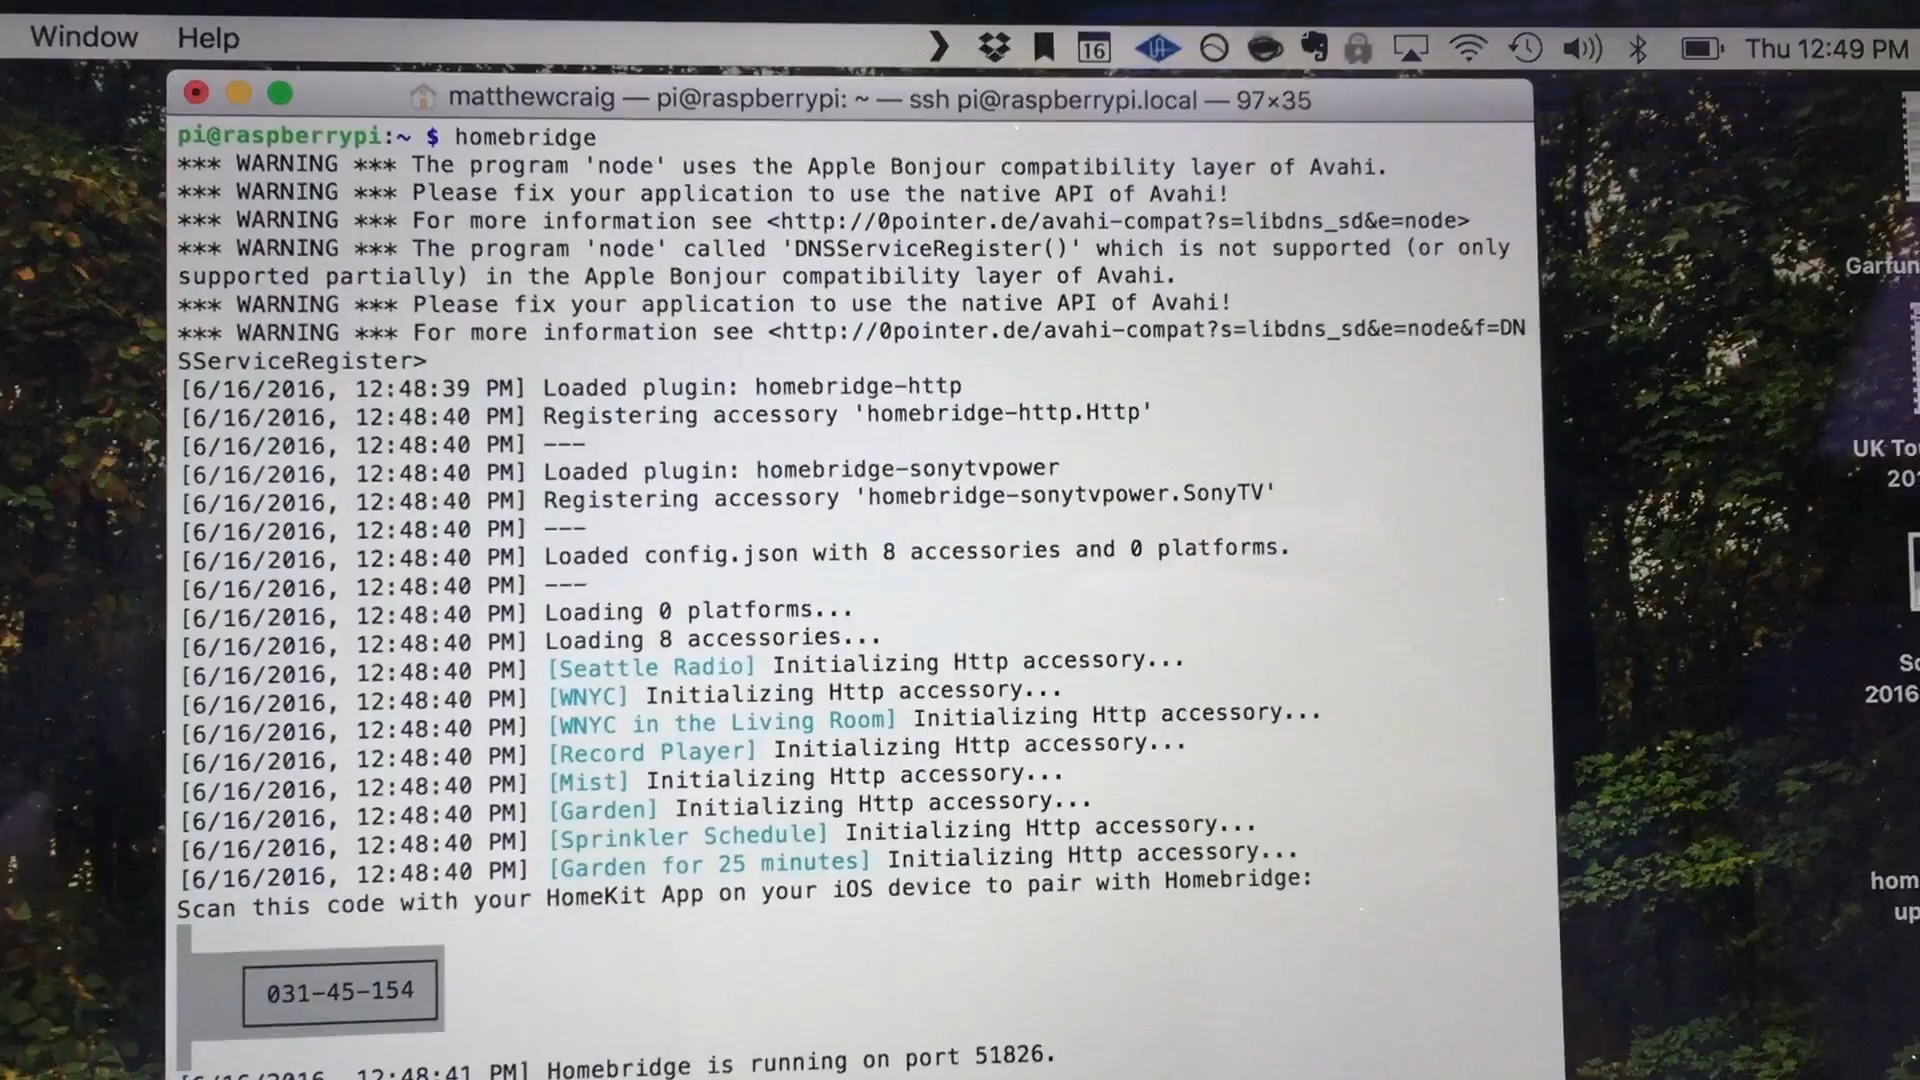 Window Help
16
Thu 12:49 PM
matthewcraig — pi@raspberrypi: ~ — ssh pi@raspberrypi.local — 97×35
pi@raspberrypi:~ $ homebridge
*** WARNING *** The program 'node' uses the Apple Bonjour compatibility layer of Avahi.
*** WARNING *** Please fix your application to use the native API of Avahi!
*** WARNING *** For more information see <http://0pointer.de/avahi-compat?s=libdns_sd&e=node>
*** WARNING *** The program 'node' called 'DNSServiceRegister()' which is not supported (or only
supported partially) in the Apple Bonjour compatibility layer of Avahi.
*** WARNING *** Please fix your application to use the native API of Avahi!
*** WARNING *** For more information see <http://0pointer.de/avahi-compat?s=libdns_sd&e=node&f=DN
SServiceRegister>
[6/16/2016, 12:48:39 PM] Loaded plugin: homebridge-http
[6/16/2016, 12:48:40 PM] Registering accessory 'homebridge-http.Http'
[6/16/2016, 12:48:40 PM] ---
[6/16/2016, 12:48:40 PM] Loaded plugin: homebridge-sonytvpower
[6/16/2016, 12:48:40 PM] Registering accessory 'homebridge-sonytvpower.SonyTV'
[6/16/2016, 12:48:40 PM] ---
[6/16/2016, 12:48:40 PM] Loaded config.json with 8 accessories and 0 platforms.
[6/16/2016, 12:48:40 PM] ---
[6/16/2016, 12:48:40 PM] Loading 0 platforms...
[6/16/2016, 12:48:40 PM] Loading 8 accessories...
[6/16/2016, 12:48:40 PM] [Seattle Radio] Initializing Http accessory...
[6/16/2016, 12:48:40 PM] [WNYC] Initializing Http accessory...
[6/16/2016, 12:48:40 PM] [WNYC in the Living Room] Initializing Http accessory...
[6/16/2016, 12:48:40 PM] [Record Player] Initializing Http accessory...
[6/16/2016, 12:48:40 PM] [Mist] Initializing Http accessory...
[6/16/2016, 12:48:40 PM] [Garden] Initializing Http accessory...
[6/16/2016, 12:48:40 PM] [Sprinkler Schedule] Initializing Http accessory...
[6/16/2016, 12:48:40 PM] [Garden for 25 minutes] Initializing Http accessory...
Scan this code with your HomeKit App on your iOS device to pair with Homebridge:
031-45-154
[6/16/2016, 12:48:41 PM] Homebridge is running on port 51826.
Garfun
UK To
20
So
2016
hom
up